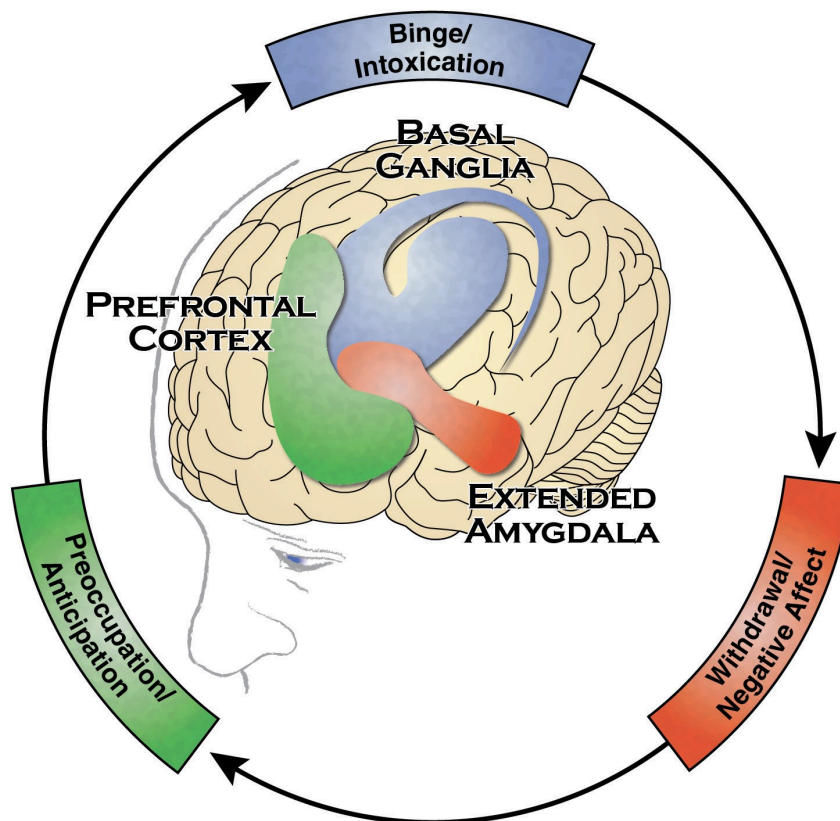 Binge/
Intoxication
BASAL
GANGLIA
PREFRONTAL
CORTEX
EXTENDED
AMYGDALA
Preoccupation/
Anticipation
Withdrawal/
Negative Affect